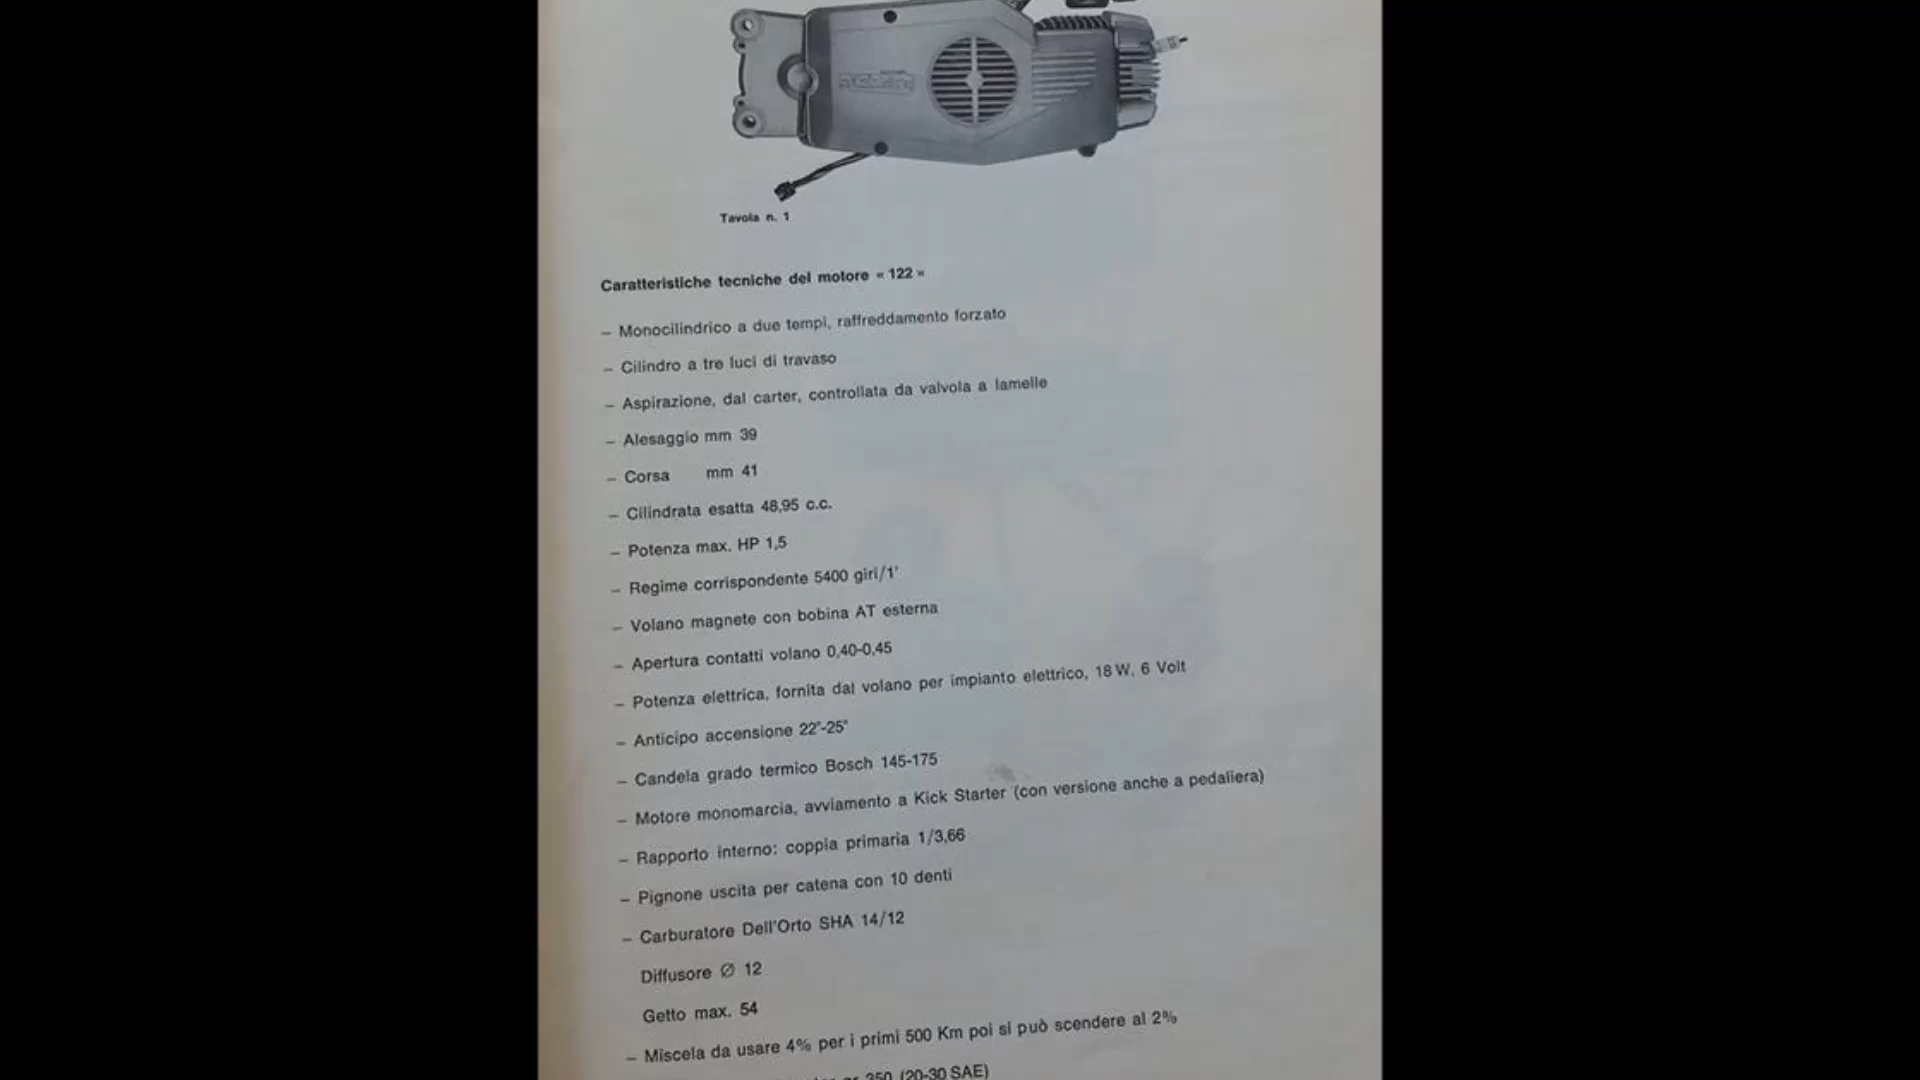 Tavola n. 1
Caratteristiche tecniche del motore « 122 »
– Monocilindrico a due tempi, raffreddamento forzato
– Cilindro a tre luci di travaso
– Aspirazione, dal carter, controllata da valvola a lamelle
– Alesaggio mm 39
– Corsa mm 41
– Cilindrata esatta 48,95 c.c.
– Potenza max. HP 1,5
– Regime corrispondente 5400 giri/1'
– Volano magnete con bobina AT esterna
– Apertura contatti volano 0,40-0,45
– Potenza elettrica, fornita dal volano per impianto elettrico, 18 W, 6 Volt
– Anticipo accensione 22°-25°
– Candela grado termico Bosch 145-175
– Motore monomarcia, avviamento a Kick Starter (con versione anche a pedaliera)
– Rapporto interno: coppia primaria 1/3,66
– Pignone uscita per catena con 10 denti
– Carburatore Dell'Orto SHA 14/12
Diffusore Ø 12
Getto max. 54
– Miscela da usare 4% per i primi 500 Km poi si può scendere al 2%
gr. 350 (20-30 SAE)